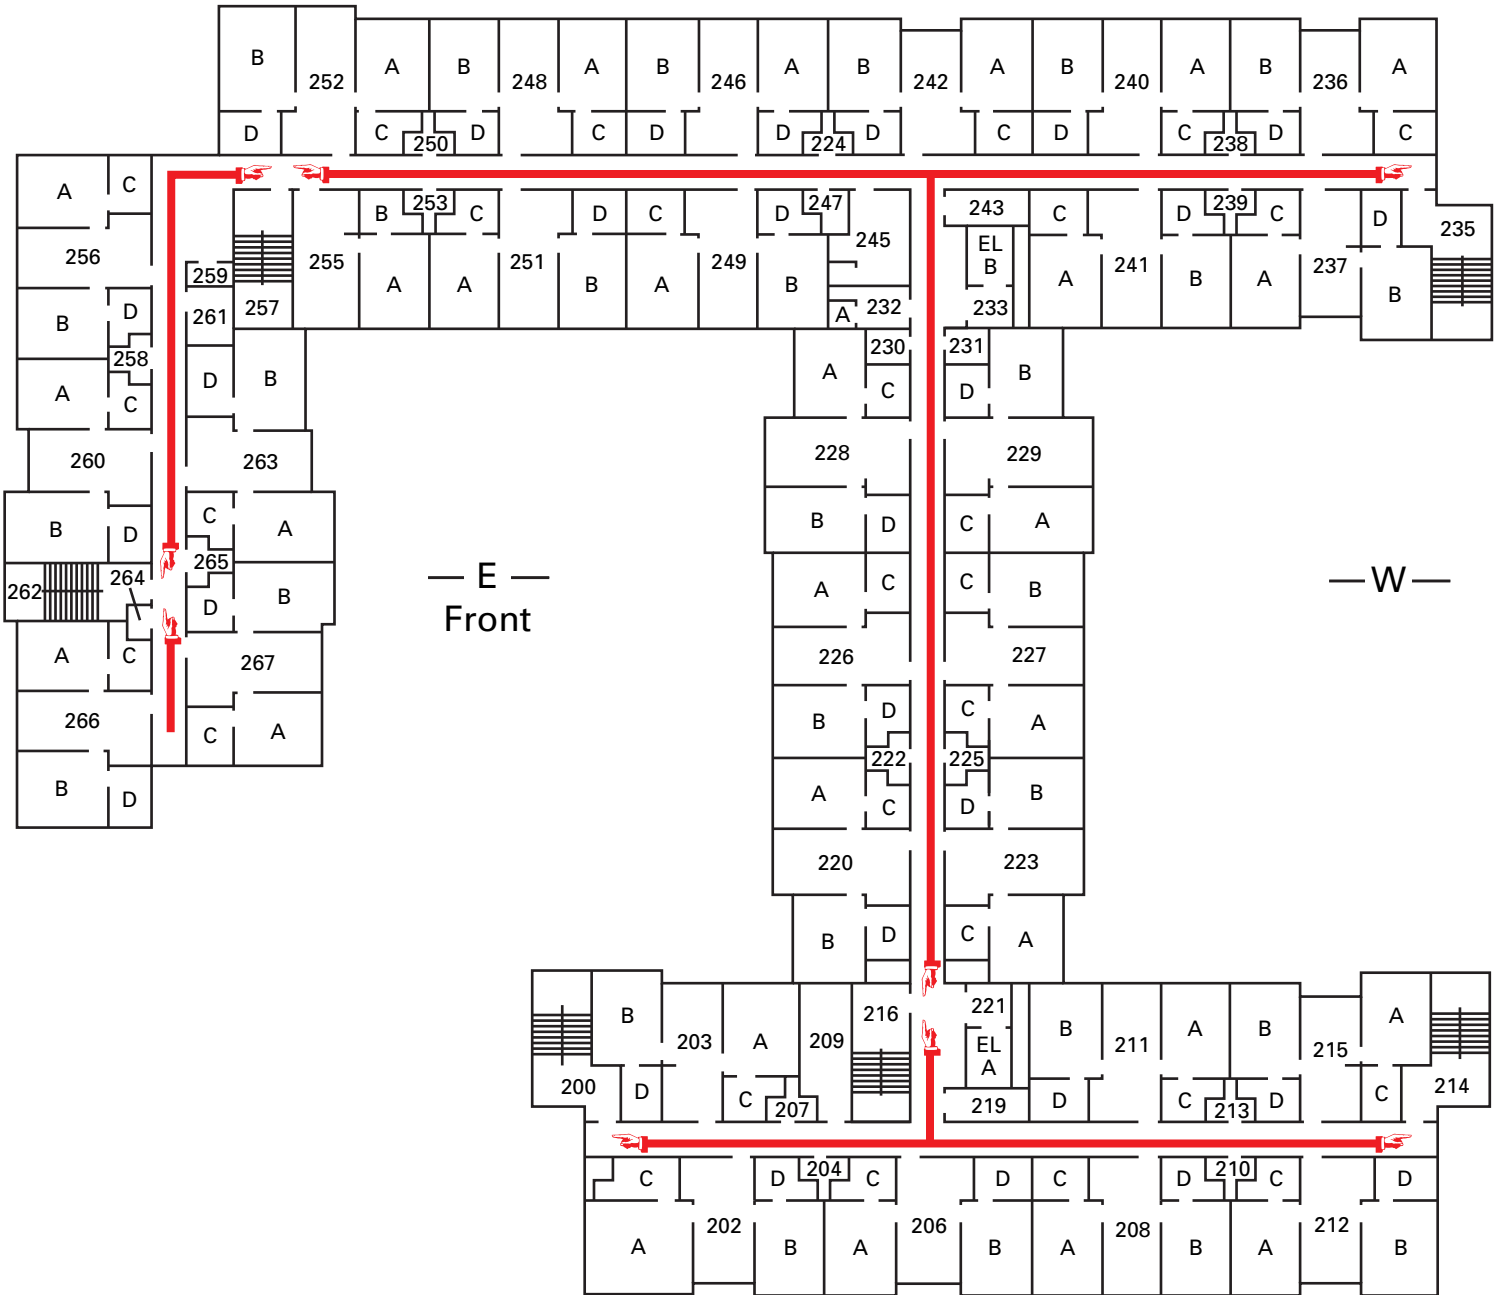 B 252 A B 248 A B 246 A B 242 A B 240 A B 236 A
D C 250 D C D D 224 D C D C 238 D C
A C
B 253 C D C D 247 245 243 C D 239 C D 235
256 259 257 255 A A 251 B A 249 B EL
B A 241 B A 237 B
B D 261 A 232 233
258 D B A 230 231 B
A C C D
260 263 228 229
B D C A B D C A
262 264 265 — E —
Front A C C B — W —
A C D B
267 226 227
266 C A B D C A
222 225
B D A C D B
220 223
B D C A
B 203 A 209 216 221 B 211 A B 215 A
EL
A
200 D C 207 219 D C 213 D C 214
C D 204 C D C D 210 C D
A 202 B A 206 B A 208 B A 212 B